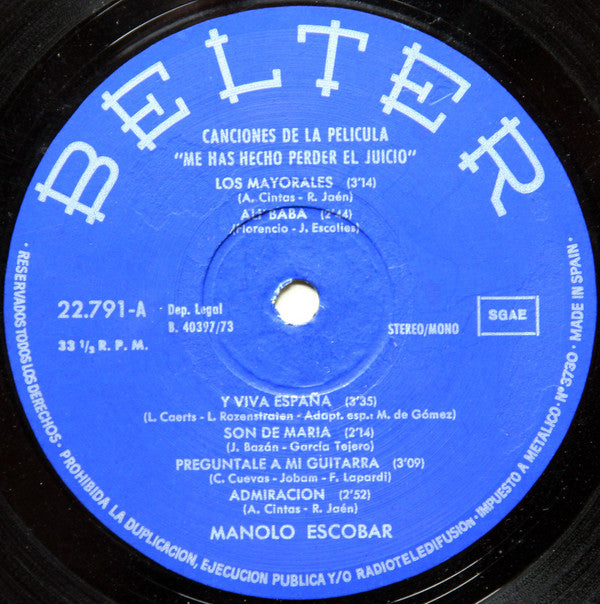 BELTER
CANCIONES DE LA PELICULA
"ME HAS HECHO PERDER EL JUICIO"
LOS MAYORALES (3'14)
(A. Cintas - R. Jaén)
ALI' BABA (2'44)
(Florencio - J. Escolies)
22.791-A
Dep. Legal
B. 40397/73
STEREO/MONO
SGAE
33 1/3 R. P. M.
Y VIVA ESPAÑA (3'35)
(L. Caerts - L. Rozenstraten - Adapt. esp.: M. de Gómez)
SON DE MARIA (2'14)
(J. Bazán - García Tejero)
PREGUNTALE A MI GUITARRA (3'09)
(C. Cuevas - Jobam - F. Lapardi)
ADMIRACION (2'52)
(A. Cintas - R. Jaén)
MANOLO ESCOBAR
· RESERVADOS TODOS LOS DERECHOS · PROHIBIDA LA DUPLICACION, EJECUCION PUBLICA Y/O RADIOTELEDIFUSION · IMPUESTO A METALICO · Nº 3730 · MADE IN SPAIN ·